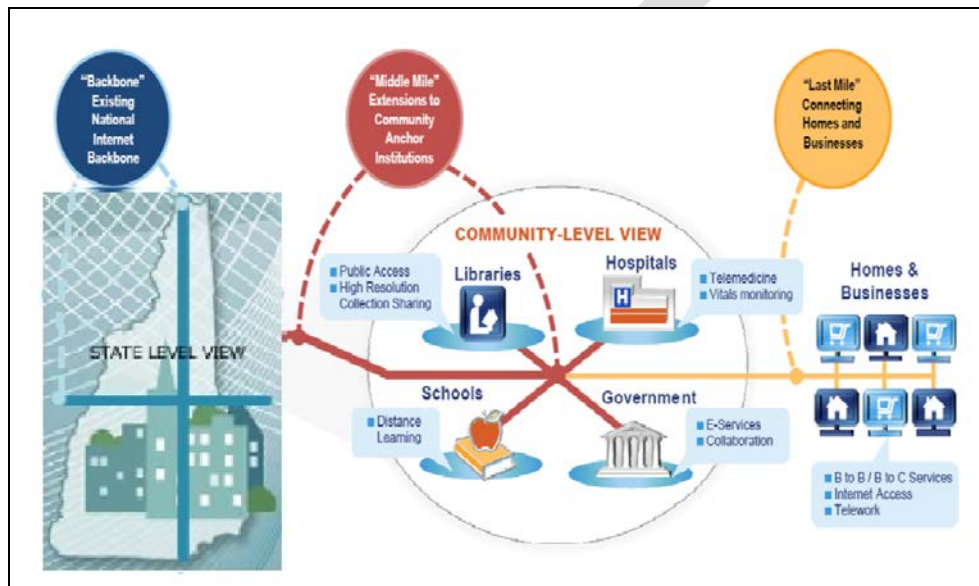 “Backbone”
Existing
National
Internet
Backbone
“Middle Mile”
Extensions to
Community
Anchor
Institutions
“Last Mile”
Connecting
Homes and
Businesses
STATE LEVEL VIEW
COMMUNITY-LEVEL VIEW
Public Access
High Resolution
Collection Sharing
Libraries
Hospitals
H
Telemedicine
Vitals monitoring
Schools
Distance
Learning
Government
E-Services
Collaboration
Homes &
Businesses
B to B / B to C Services
Internet Access
Telework